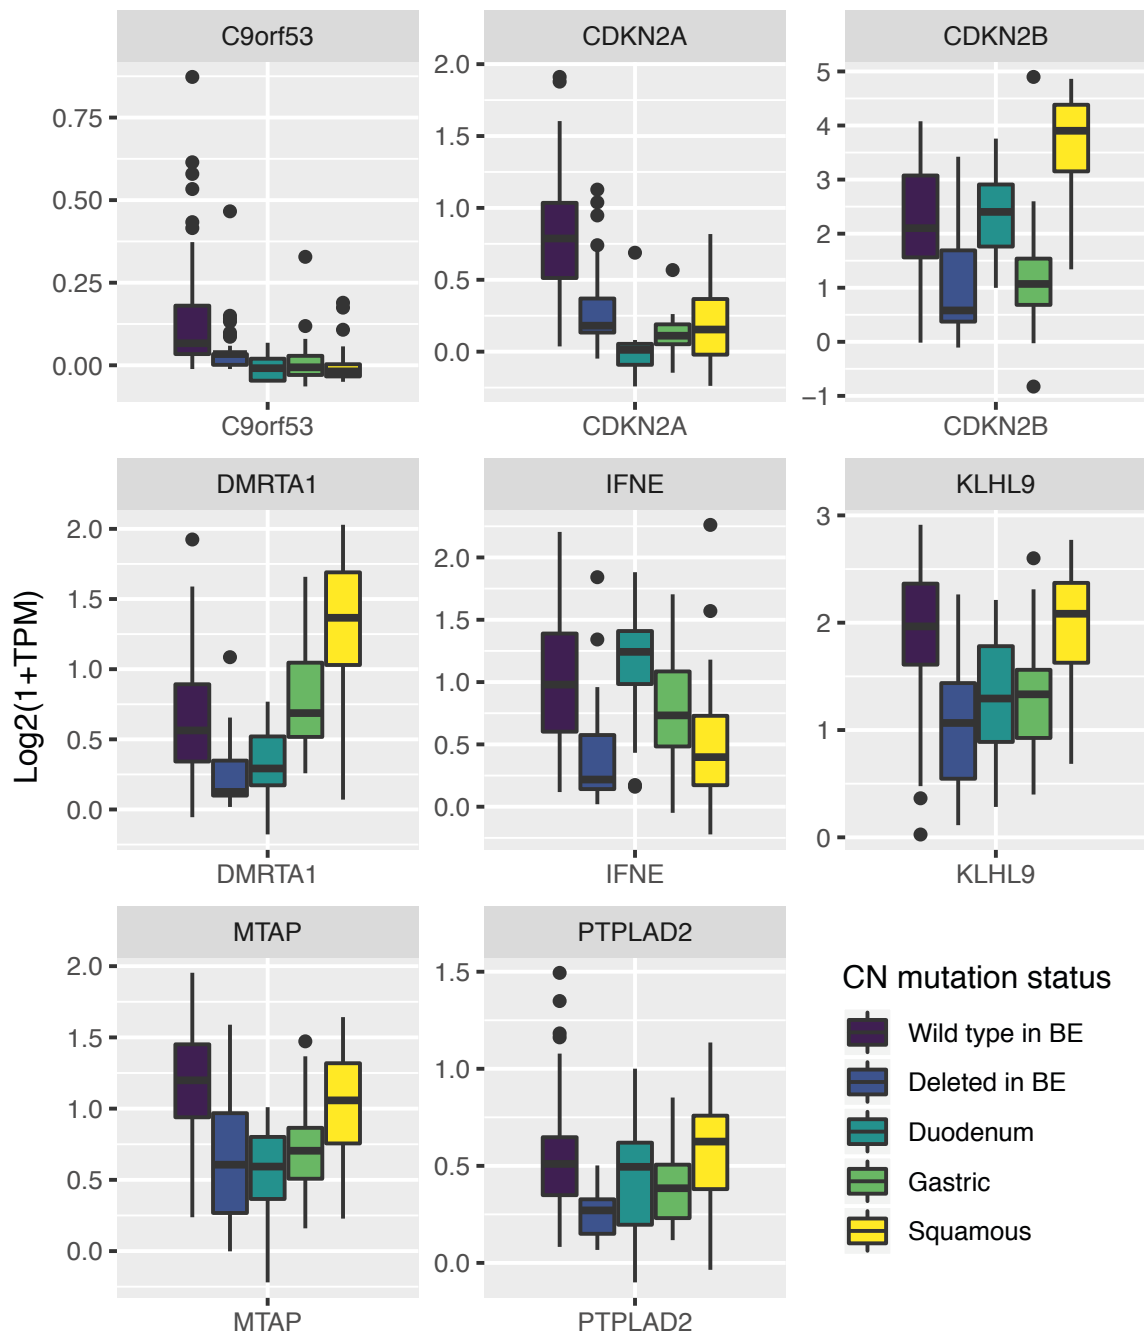 C9orf53
CDKN2A
CDKN2B
0.75
0.50
0.25
0.00
2.0
1.5
1.0
0.5
0.0
5
4
3
2
1
0
−1
C9orf53
CDKN2A
CDKN2B
DMRTA1
IFNE
KLHL9
Log2(1+TPM)
2.0
1.5
1.0
0.5
0.0
2.0
1.5
1.0
0.5
0.0
3
2
1
0
DMRTA1
IFNE
KLHL9
MTAP
PTPLAD2
2.0
1.5
1.0
0.5
0.0
1.5
1.0
0.5
0.0
MTAP
PTPLAD2
CN mutation status
Wild type in BE
Deleted in BE
Duodenum
Gastric
Squamous